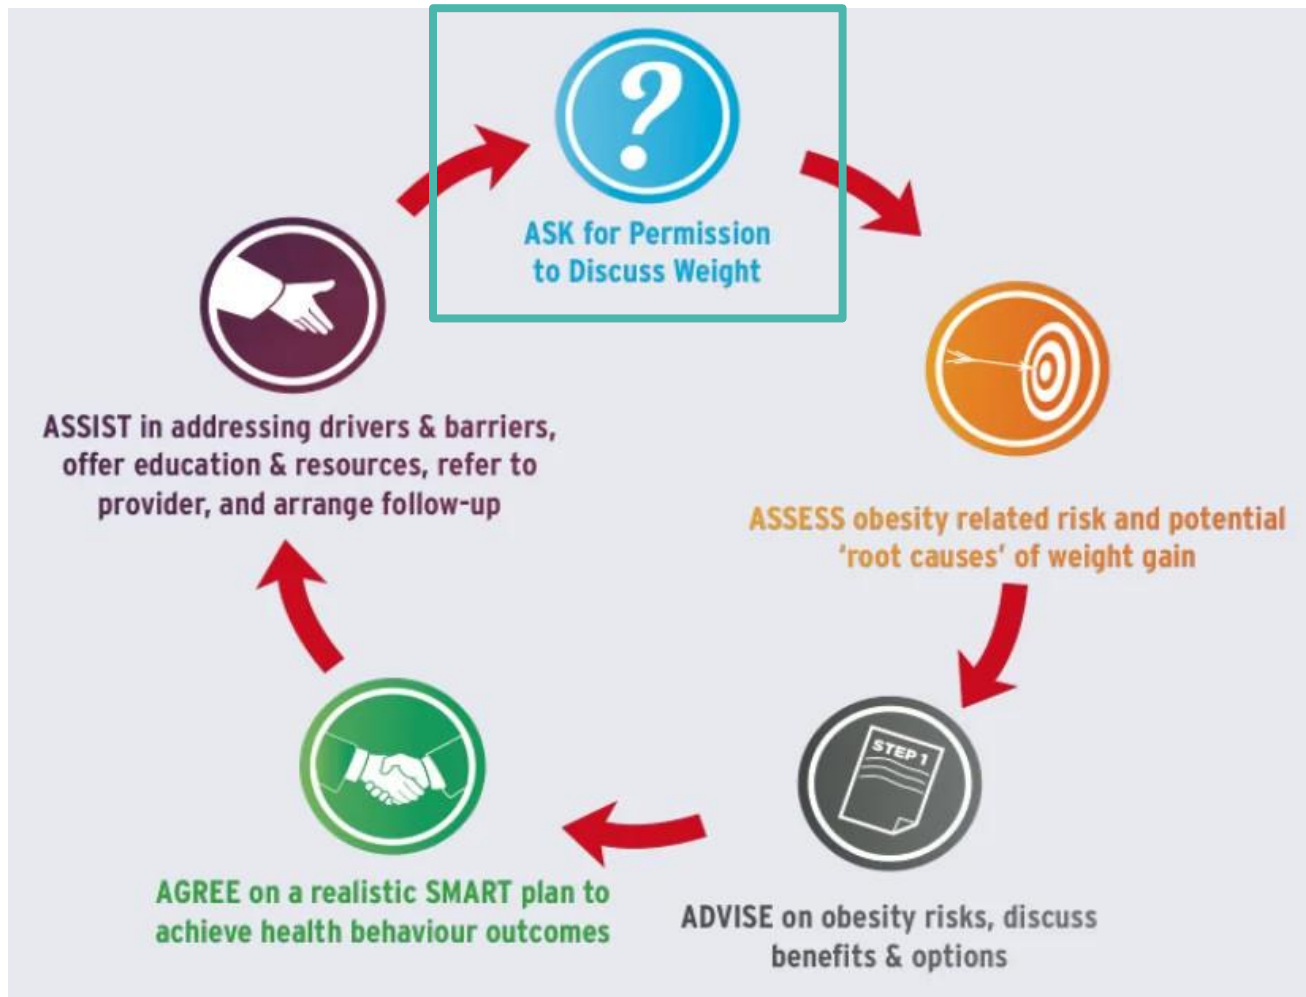 ?
ASK for Permission
to Discuss Weight
ASSESS obesity related risk and potential
'root causes' of weight gain
STEP 1
ADVISE on obesity risks, discuss
benefits & options
AGREE on a realistic SMART plan to
achieve health behaviour outcomes
ASSIST in addressing drivers & barriers,
offer education & resources, refer to
provider, and arrange follow-up